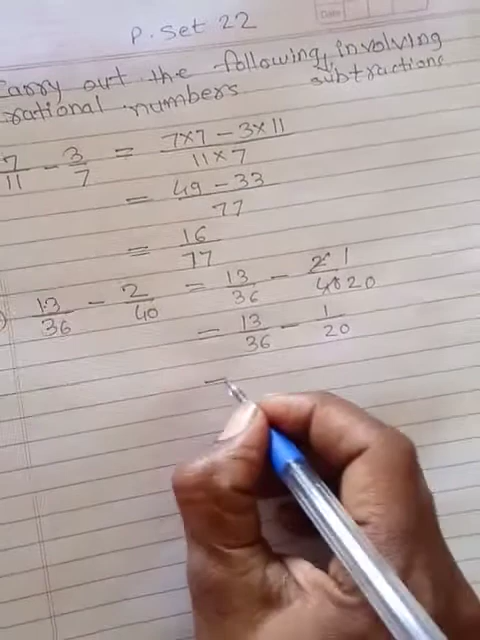 Date
P. Set 22
Carry out the following involving
rational numbers subtractions
7/11 - 3/7 = 7×7 - 3×11 / 11×7
= 49 - 33 / 77
= 16/77
) 13/36 - 2/40 = 13/36 - 2 1 / 40 20
= 13/36 - 1/20